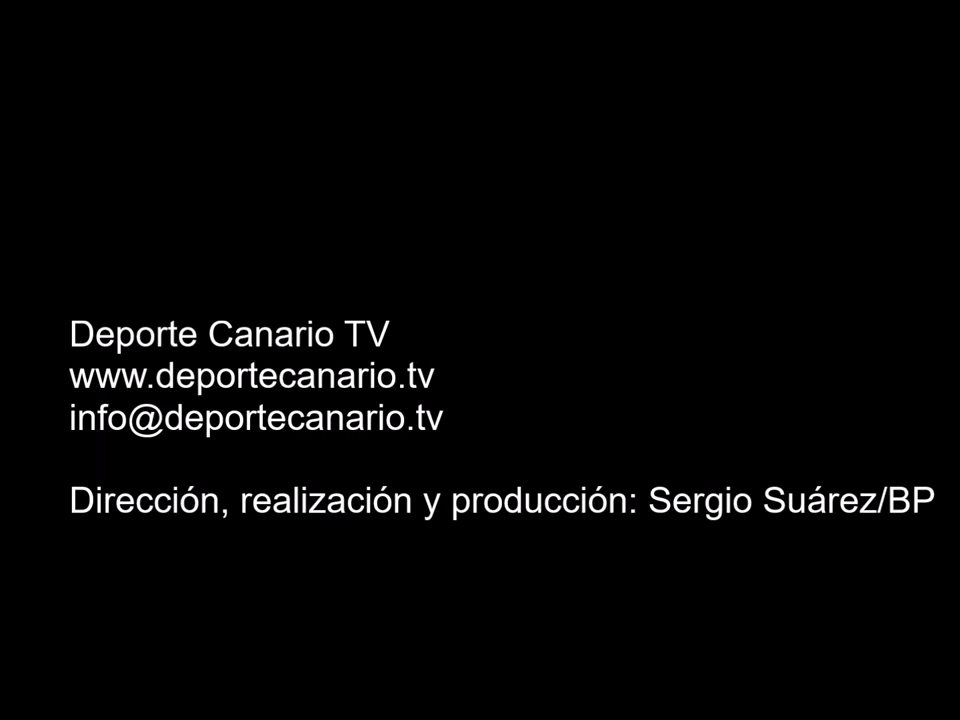 Deporte Canario TV
www.deportecanario.tv
info@deportecanario.tv
Dirección, realización y producción: Sergio Suárez/BP